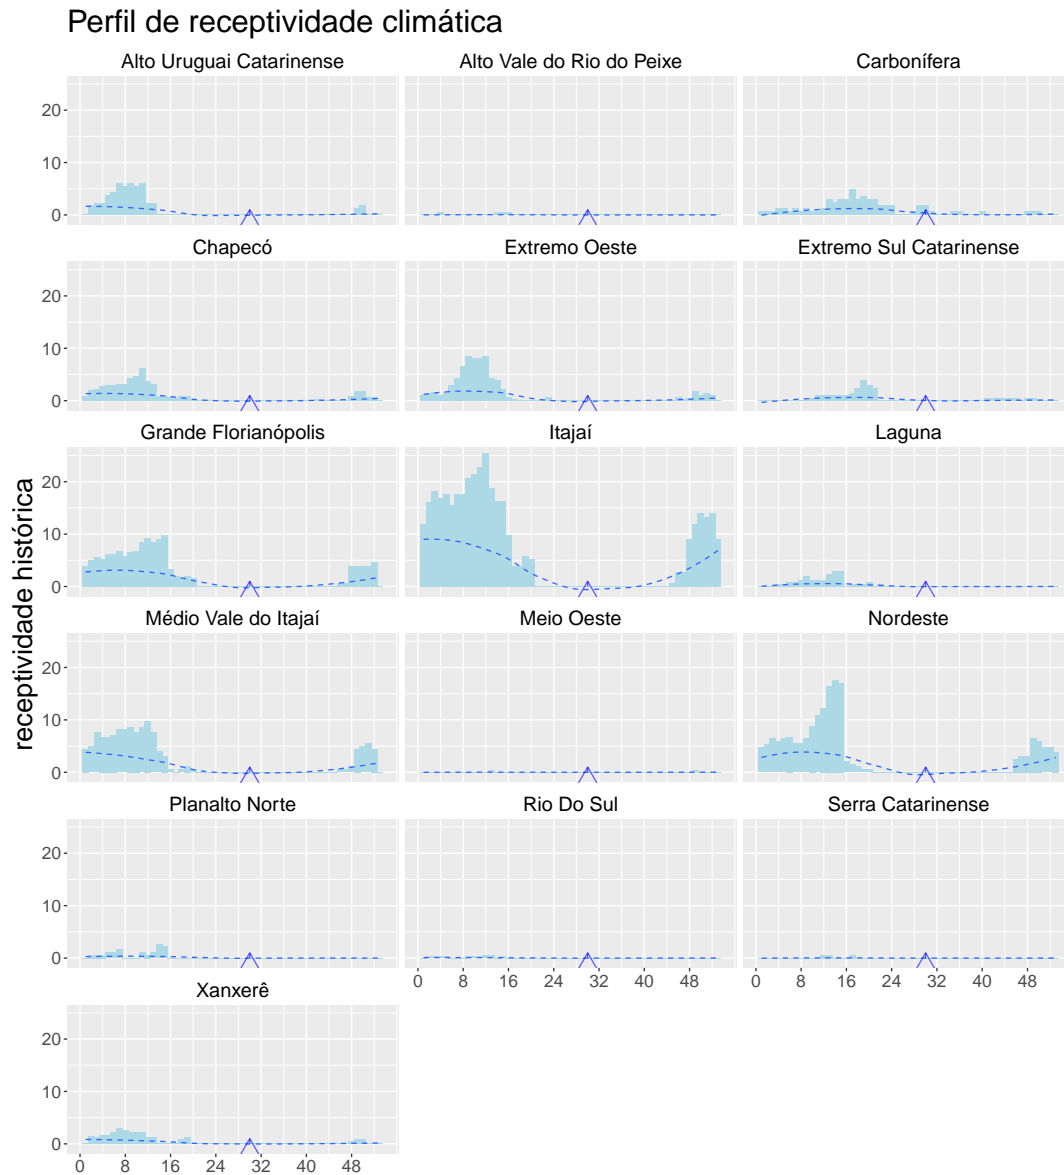 Perfil de receptividade climática
Alto Uruguai Catarinense Alto Vale do Rio do Peixe Carbonífera
20
10
0
Chapecó Extremo Oeste Extremo Sul Catarinense
20
10
0
Grande Florianópolis Itajaí Laguna
20
10
0
receptividade histórica
Médio Vale do Itajaí Meio Oeste Nordeste
20
10
0
Planalto Norte Rio Do Sul Serra Catarinense
20
10
0
0 8 16 24 32 40 48 0 8 16 24 32 40 48
Xanxerê
20
10
0
0 8 16 24 32 40 48